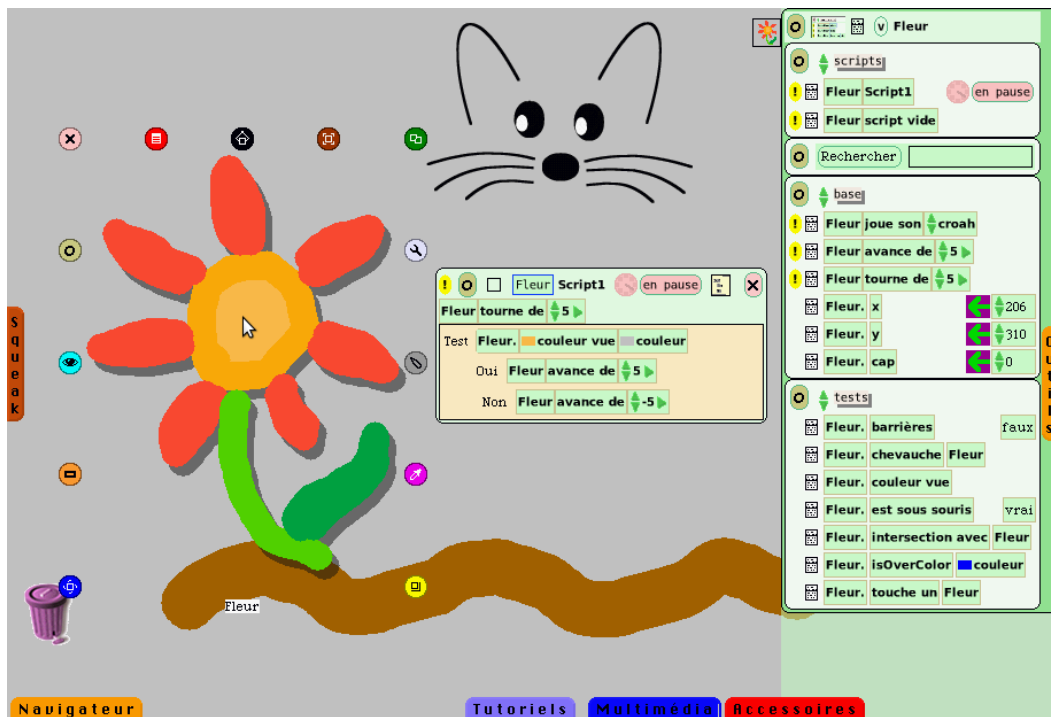 Fleur
scripts
! Fleur Script1 en pause
! Fleur script vide
Rechercher
base
! Fleur joue son croah
! Fleur avance de 5
! Fleur tourne de 5
Fleur. x 206
Fleur. y 310
Fleur. cap 0
tests
Fleur. barrières faux
Fleur. chevauche Fleur
Fleur. couleur vue
Fleur. est sous souris vrai
Fleur. intersection avec Fleur
Fleur. isOverColor couleur
Fleur. touche un Fleur
! Fleur Script1 en pause
Fleur tourne de 5
Test Fleur. couleur vue couleur
Oui Fleur avance de 5
Non Fleur avance de -5
Squeak
Outils
Fleur
Navigateur
Tutoriels
Multimédia
Accessoires